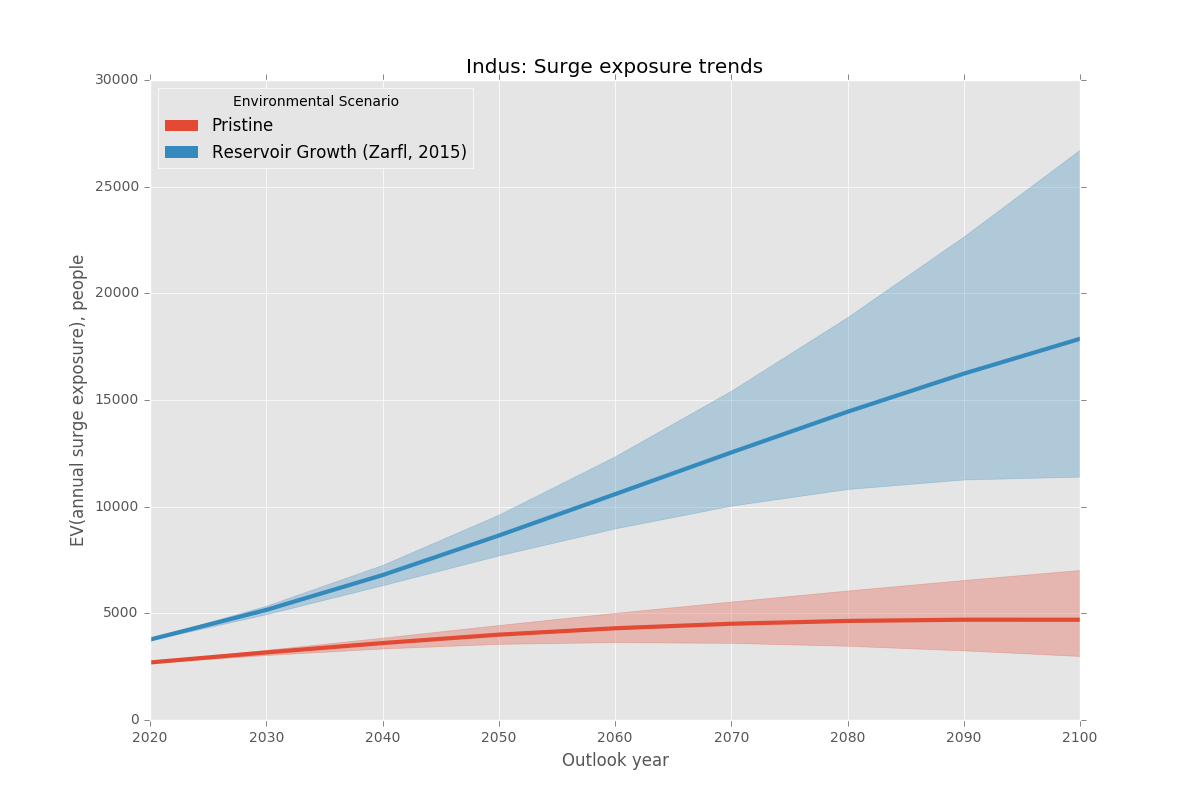 Indus: Surge exposure trends
30000
Environmental Scenario
Pristine
Reservoir Growth (Zarfl, 2015)
25000
20000
15000
10000
5000
0
EV(annual surge exposure), people
2020 2030 2040 2050 2060 2070 2080 2090 2100
Outlook year